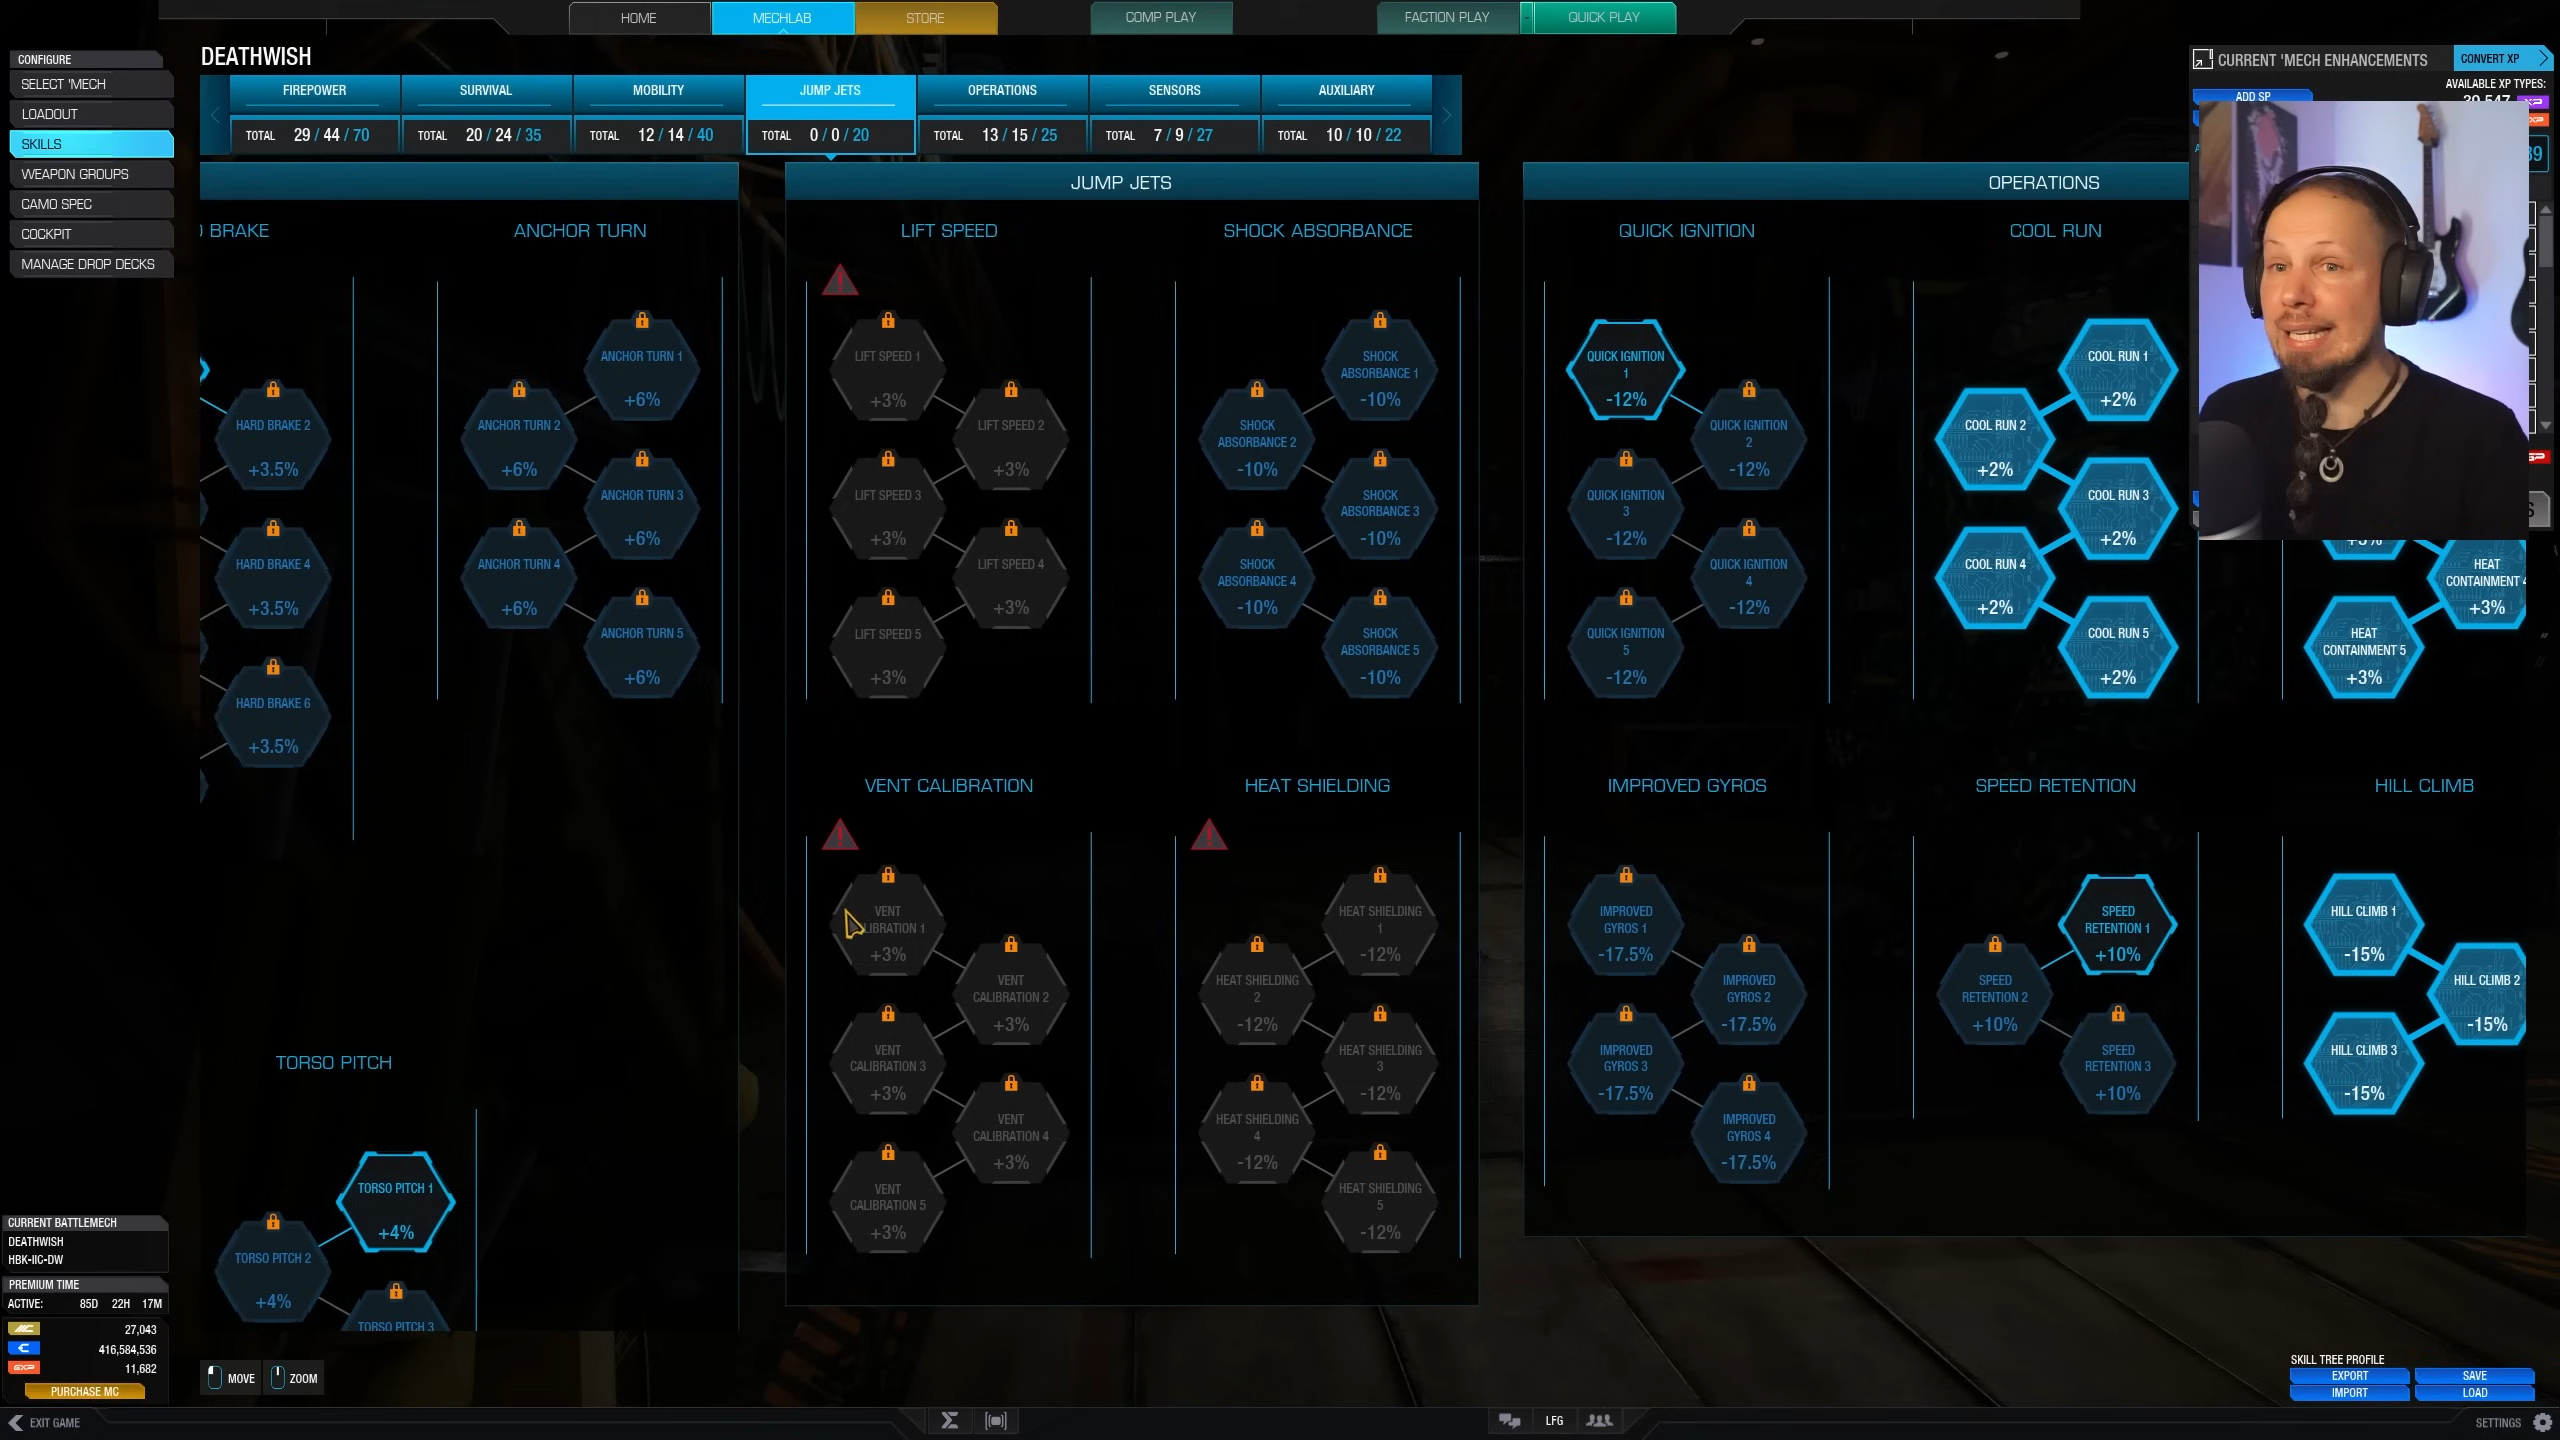 HOME
MECHLAB
STORE
COMP PLAY
FACTION PLAY
QUICK PLAY
CONFIGURE
SELECT 'MECH
LOADOUT
SKILLS
WEAPON GROUPS
CAMO SPEC
COCKPIT
MANAGE DROP DECKS
DEATHWISH
FIREPOWER
TOTAL 29 / 44 / 70
SURVIVAL
TOTAL 20 / 24 / 35
MOBILITY
TOTAL 12 / 14 / 40
JUMP JETS
TOTAL 0 / 0 / 20
OPERATIONS
TOTAL 13 / 15 / 25
SENSORS
TOTAL 7 / 9 / 27
AUXILIARY
TOTAL 10 / 10 / 22
CURRENT 'MECH ENHANCEMENTS
CONVERT XP
AVAILABLE XP TYPES:
ADD SP
39,547 XP
BRAKE
HARD BRAKE 2
+3.5%
HARD BRAKE 4
+3.5%
HARD BRAKE 6
+3.5%
ANCHOR TURN
ANCHOR TURN 1
+6%
ANCHOR TURN 2
+6%
ANCHOR TURN 3
+6%
ANCHOR TURN 4
+6%
ANCHOR TURN 5
+6%
TORSO PITCH
TORSO PITCH 1
+4%
TORSO PITCH 2
+4%
TORSO PITCH 3
JUMP JETS
LIFT SPEED
LIFT SPEED 1
+3%
LIFT SPEED 2
+3%
LIFT SPEED 3
+3%
LIFT SPEED 4
+3%
LIFT SPEED 5
+3%
SHOCK ABSORBANCE
SHOCK
ABSORBANCE 1
-10%
SHOCK
ABSORBANCE 2
-10%
SHOCK
ABSORBANCE 3
-10%
SHOCK
ABSORBANCE 4
-10%
SHOCK
ABSORBANCE 5
-10%
VENT CALIBRATION
VENT
LIBRATION 1
+3%
VENT
CALIBRATION 2
+3%
VENT
CALIBRATION 3
+3%
VENT
CALIBRATION 4
+3%
VENT
CALIBRATION 5
+3%
HEAT SHIELDING
HEAT SHIELDING
1
-12%
HEAT SHIELDING
2
-12%
HEAT SHIELDING
3
-12%
HEAT SHIELDING
4
-12%
HEAT SHIELDING
5
-12%
OPERATIONS
QUICK IGNITION
QUICK IGNITION
1
-12%
QUICK IGNITION
2
-12%
QUICK IGNITION
3
-12%
QUICK IGNITION
4
-12%
QUICK IGNITION
5
-12%
COOL RUN
COOL RUN 1
+2%
COOL RUN 2
+2%
COOL RUN 3
+2%
COOL RUN 4
+2%
COOL RUN 5
+2%
HEAT
CONTAINMENT 4
+3%
HEAT
CONTAINMENT 5
+3%
IMPROVED GYROS
IMPROVED
GYROS 1
-17.5%
IMPROVED
GYROS 2
-17.5%
IMPROVED
GYROS 3
-17.5%
IMPROVED
GYROS 4
-17.5%
SPEED RETENTION
SPEED
RETENTION 1
+10%
SPEED
RETENTION 2
+10%
SPEED
RETENTION 3
+10%
HILL CLIMB
HILL CLIMB 1
-15%
HILL CLIMB 2
-15%
HILL CLIMB 3
-15%
CURRENT BATTLEMECH
DEATHWISH
HBK-IIC-DW
PREMIUM TIME
ACTIVE: 85D 22H 17M
MC 27,043
C 416,584,536
GXP 11,682
PURCHASE MC
MOVE
ZOOM
SKILL TREE PROFILE
EXPORT
SAVE
IMPORT
LOAD
EXIT GAME
LFG
SETTINGS